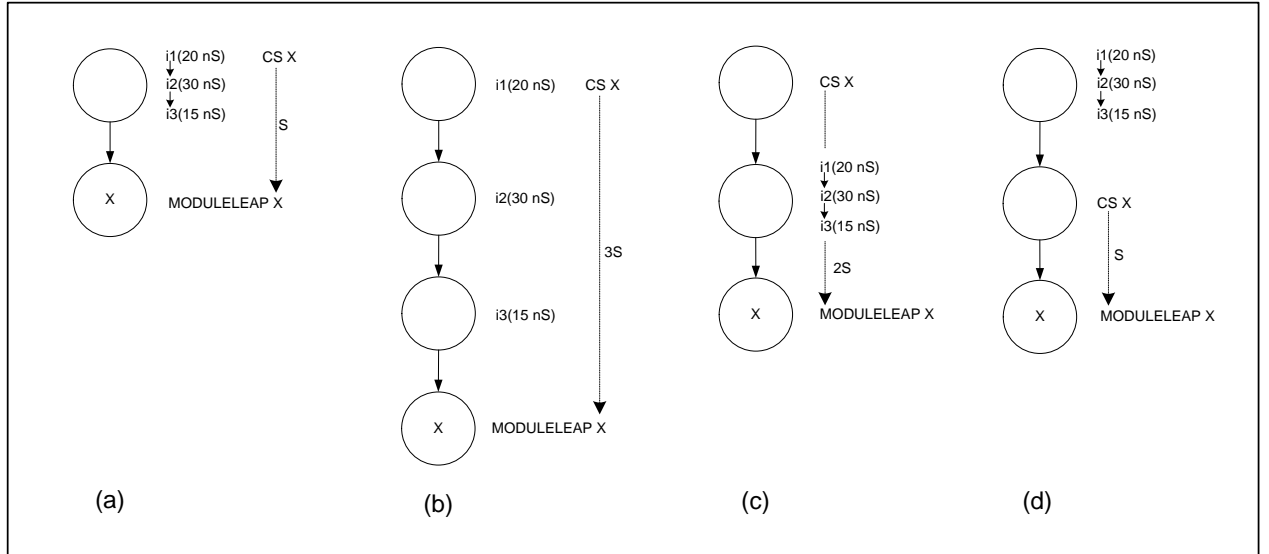 i1(20 nS)
i2(30 nS)
i3(15 nS)
CS X
S
X
MODULELEAP X
(a)
i1(20 nS)
CS X
i2(30 nS)
3S
i3(15 nS)
X
MODULELEAP X
(b)
CS X
i1(20 nS)
i2(30 nS)
i3(15 nS)
2S
X
MODULELEAP X
(c)
i1(20 nS)
i2(30 nS)
i3(15 nS)
CS X
S
X
MODULELEAP X
(d)